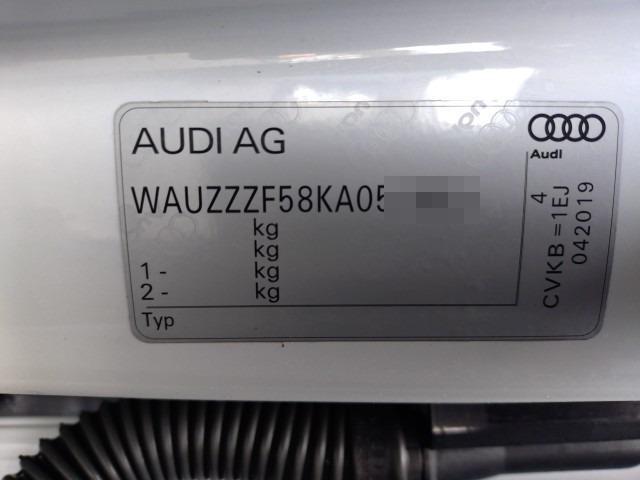 AUDI AG
Audi
WAUZZZF58KA05
kg
kg
1 - kg
2 - kg
Typ
4
CVKB = 1EJ
042019